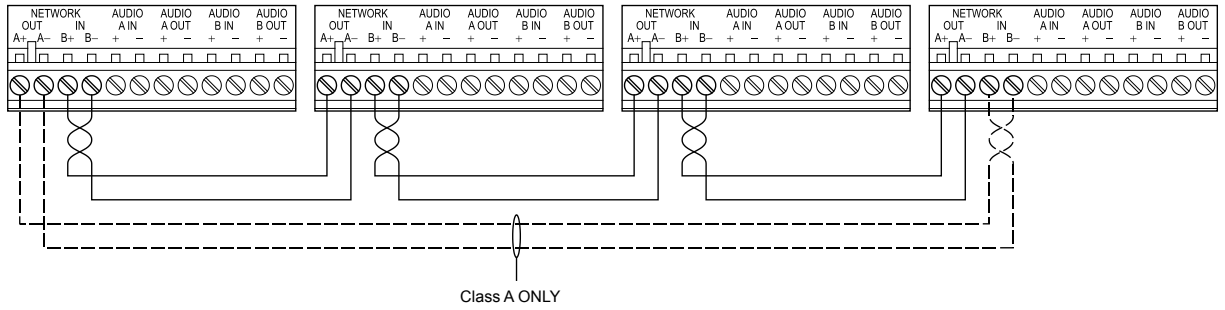 NETWORK AUDIO AUDIO AUDIO AUDIO
OUT IN A IN A OUT B IN B OUT
A+ A− B+ B− + − + − + − + −
NETWORK AUDIO AUDIO AUDIO AUDIO
OUT IN A IN A OUT B IN B OUT
A+ A− B+ B− + − + − + − + −
NETWORK AUDIO AUDIO AUDIO AUDIO
OUT IN A IN A OUT B IN B OUT
A+ A− B+ B− + − + − + − + −
NETWORK AUDIO AUDIO AUDIO AUDIO
OUT IN A IN A OUT B IN B OUT
A+ A− B+ B− + − + − + − + −
Class A ONLY